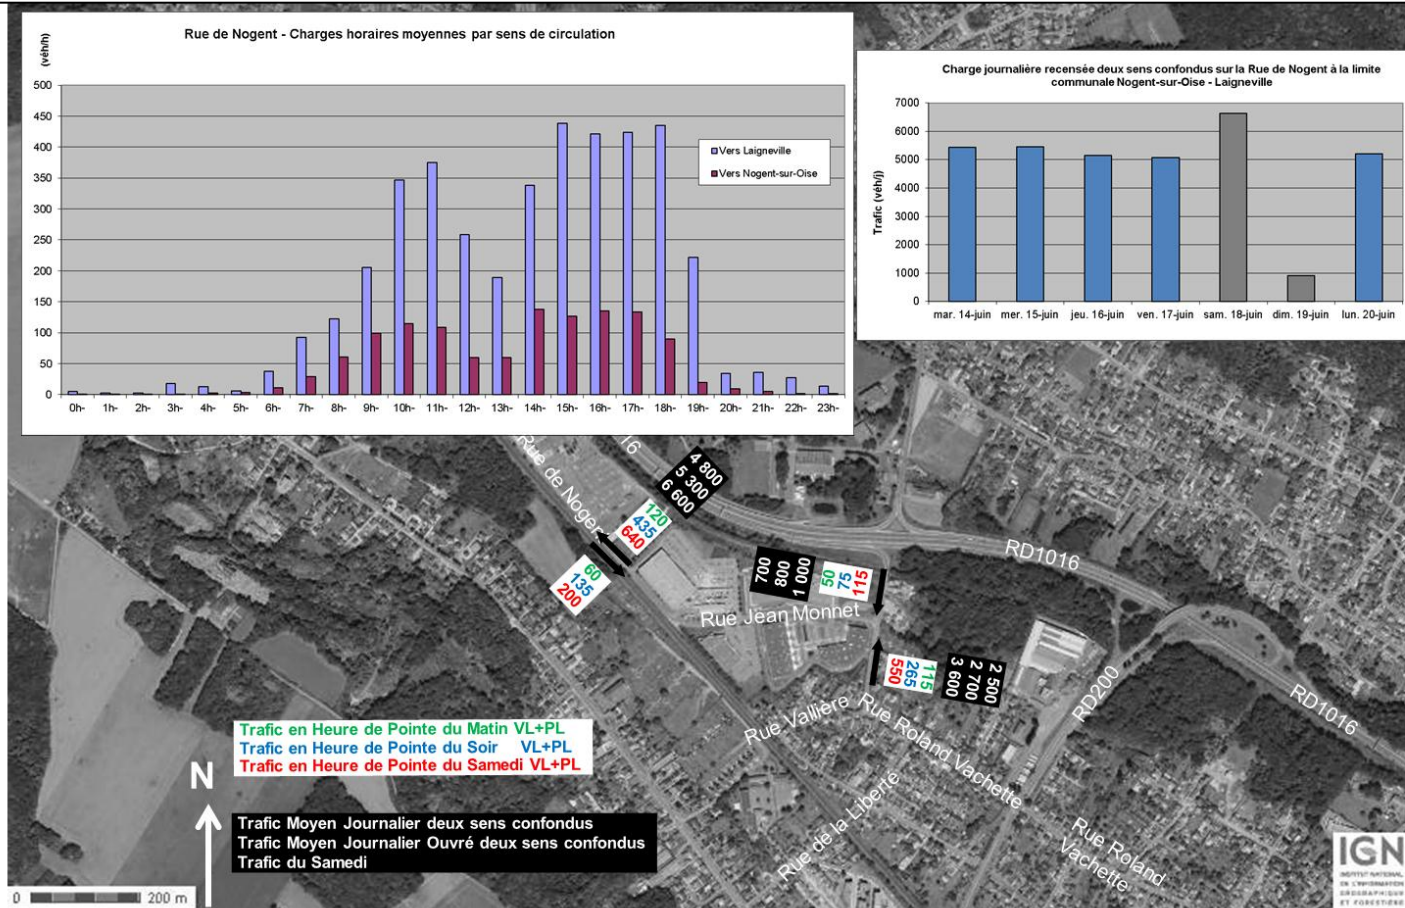 Rue de Nogent - Charges horaires moyennes par sens de circulation
(véh/h)
500
450
400
350
300
250
200
150
100
50
0
0h- 1h- 2h- 3h- 4h- 5h- 6h- 7h- 8h- 9h- 10h- 11h- 12h- 13h- 14h- 15h- 16h- 17h- 18h- 19h- 20h- 21h- 22h- 23h-
Vers Laigneville
Vers Nogent-sur-Oise
Charge journalière recensée deux sens confondus sur la Rue de Nogent à la limite
communale Nogent-sur-Oise - Laigneville
Trafic (véh/j)
7000
6000
5000
4000
3000
2000
1000
0
mar. 14-juin mer. 15-juin jeu. 16-juin ven. 17-juin sam. 18-juin dim. 19-juin lun. 20-juin
16
Rue de Nogent
4 800
5 300
6 600
120
435
640
60
135
200
RD1016
700
800
1 000
50
75
115
Rue Jean Monnet
115
265
550
2 500
2 700
3 600
RD200
RD1016
Rue Vallière
Rue Roland Vachette
Rue de la Liberté
Rue Roland
Vachette
Trafic en Heure de Pointe du Matin VL+PL
Trafic en Heure de Pointe du Soir VL+PL
Trafic en Heure de Pointe du Samedi VL+PL
N
Trafic Moyen Journalier deux sens confondus
Trafic Moyen Journalier Ouvré deux sens confondus
Trafic du Samedi
0 200 m
IGN
INSTITUT NATIONAL
DE L'INFORMATION
GÉOGRAPHIQUE
ET FORESTIÈRE